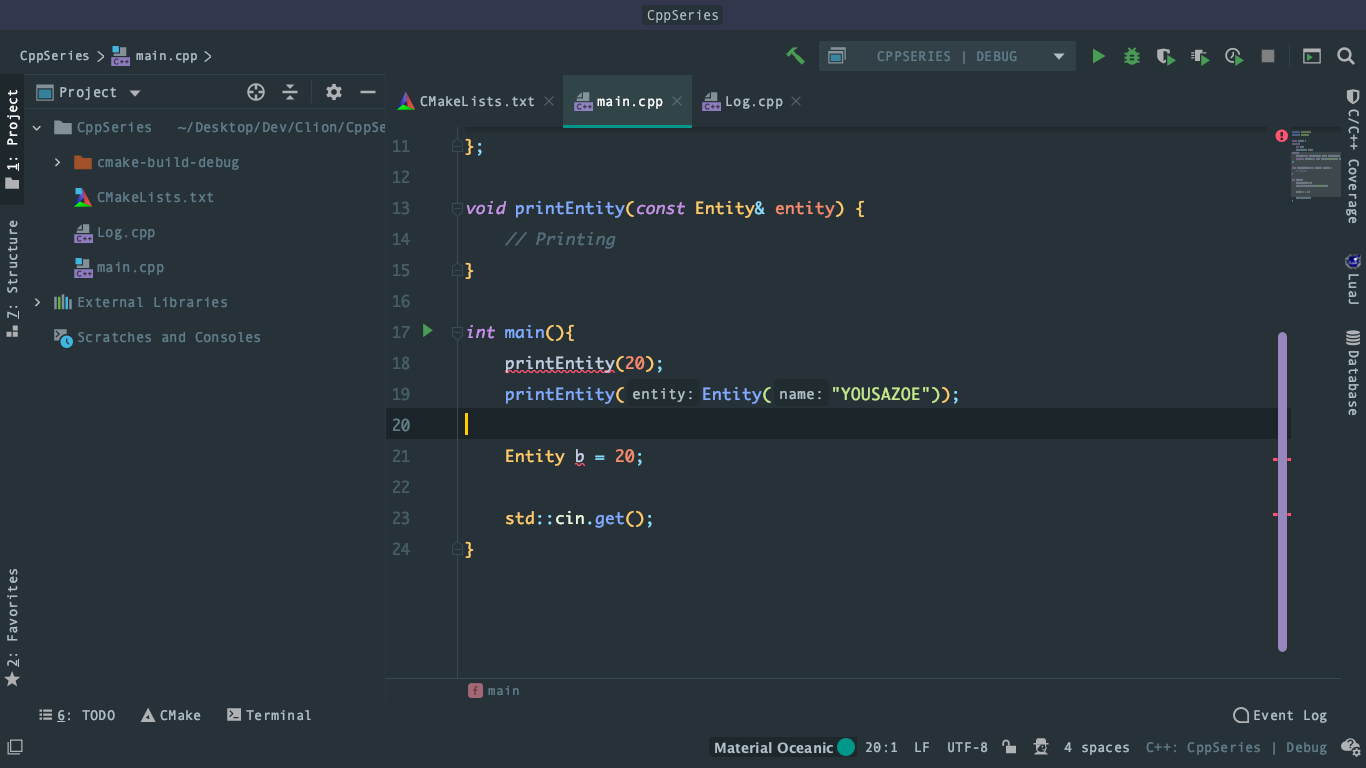 CppSeries
CppSeries > main.cpp >
CPPSERIES | DEBUG
1: Project
Z: Structure
2: Favorites
Project
CppSeries ~/Desktop/Dev/Clion/CppSe
cmake-build-debug
CMakeLists.txt
Log.cpp
main.cpp
External Libraries
Scratches and Consoles
CMakeLists.txt × main.cpp × Log.cpp ×
11 };
12
13 void printEntity(const Entity& entity) {
14     // Printing
15 }
16
17 int main(){
18     printEntity(20);
19     printEntity( entity: Entity( name: "YOUSAZOE"));
20
21     Entity b = 20;
22
23     std::cin.get();
24 }
f main
C/C++ Coverage
LuaJ
Database
6: TODO CMake Terminal
Event Log
Material Oceanic 20:1 LF UTF-8 4 spaces C++: CppSeries | Debug